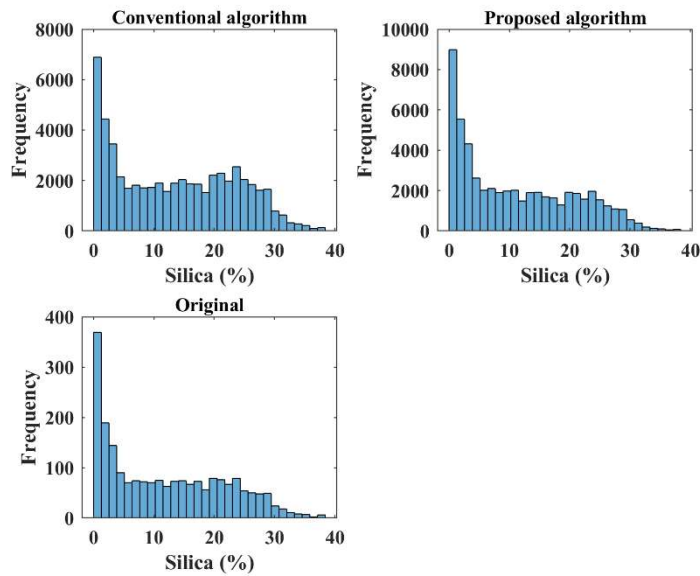 Conventional algorithm
8000
6000
4000
2000
0
Frequency
0 10 20 30 40
Silica (%)
Proposed algorithm
10000
8000
6000
4000
2000
0
Frequency
0 10 20 30 40
Silica (%)
Original
400
300
200
100
0
Frequency
0 10 20 30 40
Silica (%)